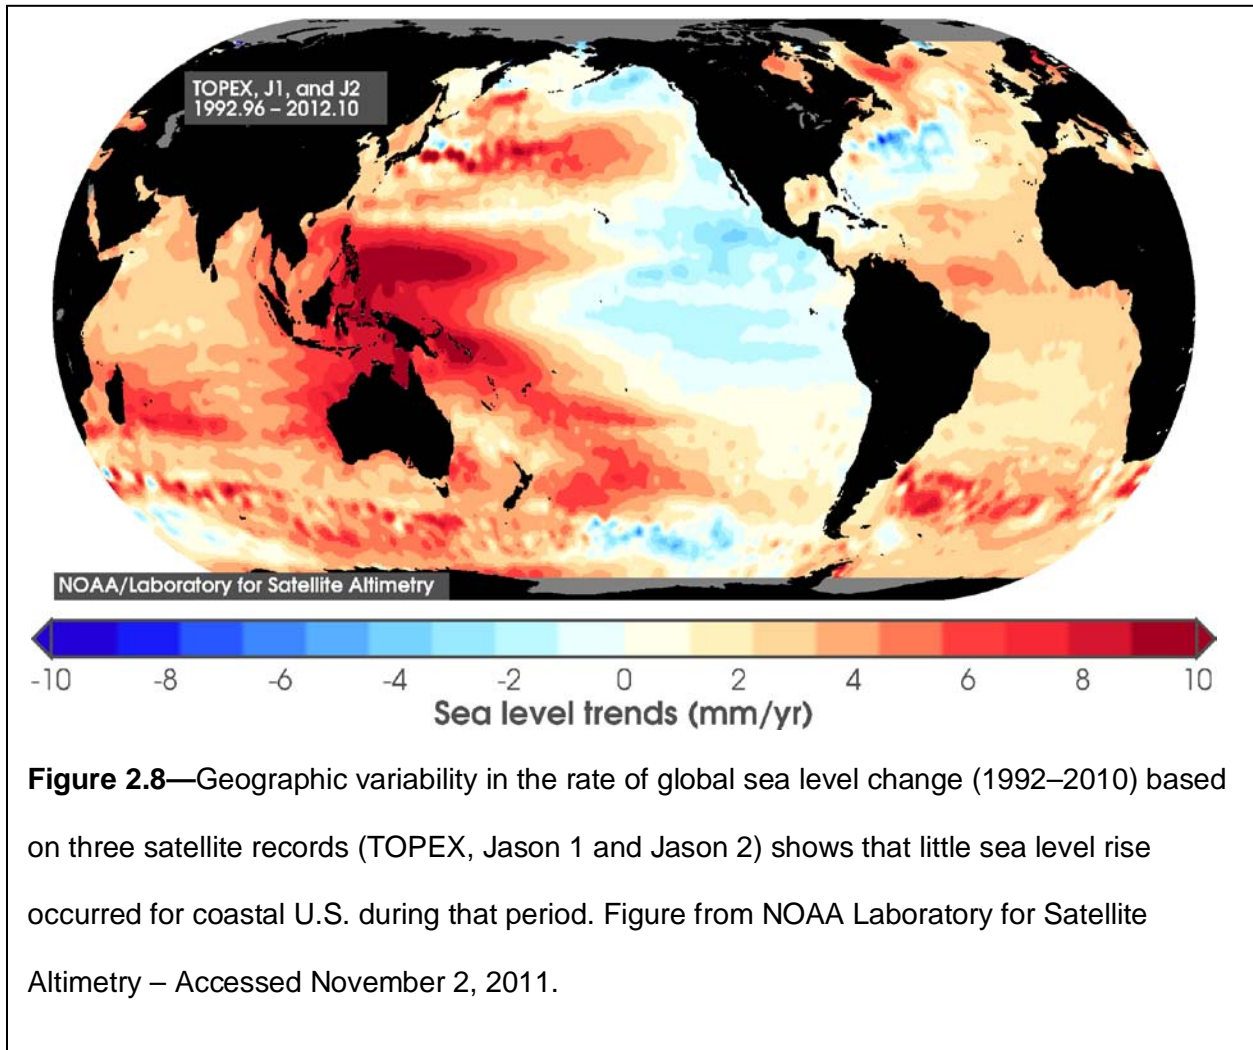 TOPEX, J1, and J2
1992.96 – 2012.10
NOAA/Laboratory for Satellite Altimetry
-10 -8 -6 -4 -2 0 2 4 6 8 10
Sea level trends (mm/yr)
Figure 2.8—Geographic variability in the rate of global sea level change (1992–2010) based
on three satellite records (TOPEX, Jason 1 and Jason 2) shows that little sea level rise
occurred for coastal U.S. during that period. Figure from NOAA Laboratory for Satellite
Altimetry – Accessed November 2, 2011.